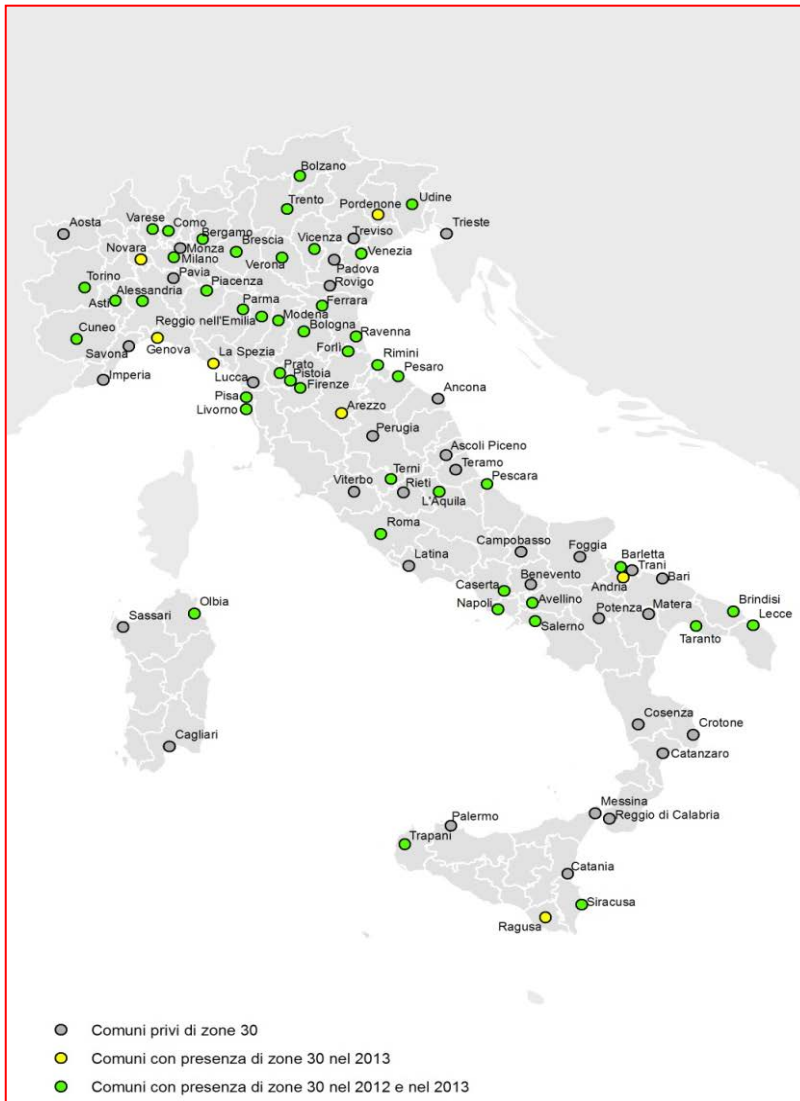 Bolzano
Trento
Pordenone
Udine
Aosta
Varese
Como
Bergamo
Treviso
Trieste
Novara
Monza
Milano
Brescia
Vicenza
Venezia
Verona
Padova
Torino
Pavia
Piacenza
Rovigo
Asti
Alessandria
Parma
Ferrara
Cuneo
Reggio nell'Emilia
Modena
Bologna
Ravenna
Savona
Genova
La Spezia
Forlì
Rimini
Imperia
Lucca
Prato
Pistoia
Firenze
Pesaro
Pisa
Livorno
Arezzo
Ancona
Perugia
Ascoli Piceno
Teramo
Terni
Pescara
Viterbo
Rieti
L'Aquila
Roma
Latina
Campobasso
Foggia
Barletta
Trani
Bari
Benevento
Andria
Caserta
Avellino
Napoli
Potenza
Matera
Brindisi
Lecce
Salerno
Taranto
Olbia
Sassari
Cagliari
Cosenza
Crotone
Catanzaro
Messina
Reggio di Calabria
Palermo
Trapani
Catania
Siracusa
Ragusa
Comuni privi di zone 30
Comuni con presenza di zone 30 nel 2013
Comuni con presenza di zone 30 nel 2012 e nel 2013